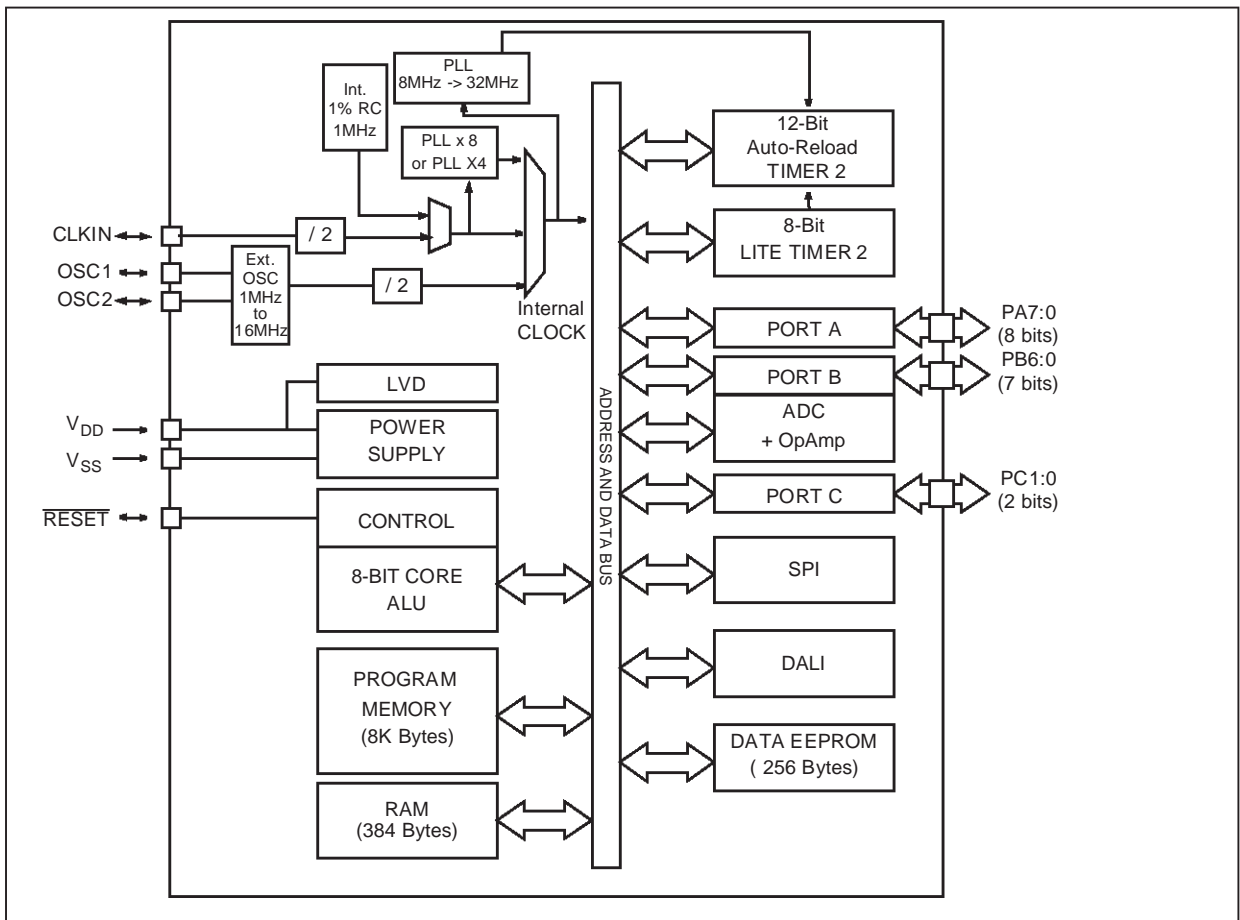 PLL
8MHz -> 32MHz
Int.
1% RC
1MHz
PLL x 8
or PLL X4
12-Bit
Auto-Reload
TIMER 2
8-Bit
LITE TIMER 2
CLKIN
/ 2
OSC1
OSC2
Ext.
OSC
1MHz
to
16MHz
/ 2
Internal
CLOCK
PORT A
PA7:0
(8 bits)
PORT B
PB6:0
(7 bits)
ADC
+ OpAmp
PORT C
PC1:0
(2 bits)
LVD
VDD
VSS
POWER
SUPPLY
RESET
CONTROL
8-BIT CORE
ALU
ADDRESS AND DATA BUS
SPI
DALI
PROGRAM
MEMORY
(8K Bytes)
DATA EEPROM
( 256 Bytes)
RAM
(384 Bytes)